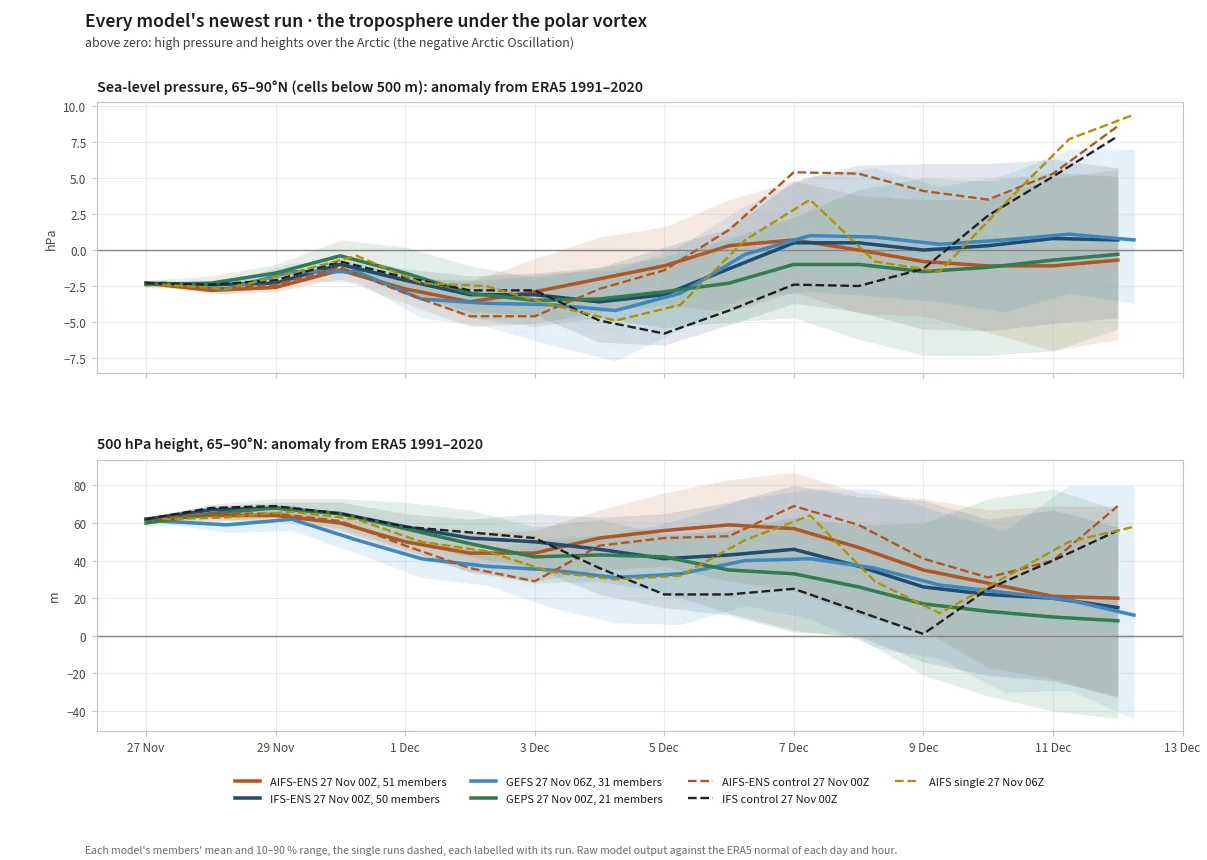 Every model's newest run · the troposphere under the polar vortex
above zero: high pressure and heights over the Arctic (the negative Arctic Oscillation)
Sea-level pressure, 65–90°N (cells below 500 m): anomaly from ERA5 1991–2020
10.0
7.5
5.0
2.5
0.0
−2.5
−5.0
−7.5
hPa
500 hPa height, 65–90°N: anomaly from ERA5 1991–2020
80
60
40
20
0
−20
−40
m
27 Nov 29 Nov 1 Dec 3 Dec 5 Dec 7 Dec 9 Dec 11 Dec 13 Dec
AIFS-ENS 27 Nov 00Z, 51 members GEFS 27 Nov 06Z, 31 members AIFS-ENS control 27 Nov 00Z AIFS single 27 Nov 06Z
IFS-ENS 27 Nov 00Z, 50 members GEPS 27 Nov 00Z, 21 members IFS control 27 Nov 00Z
Each model's members' mean and 10–90 % range, the single runs dashed, each labelled with its run. Raw model output against the ERA5 normal of each day and hour.